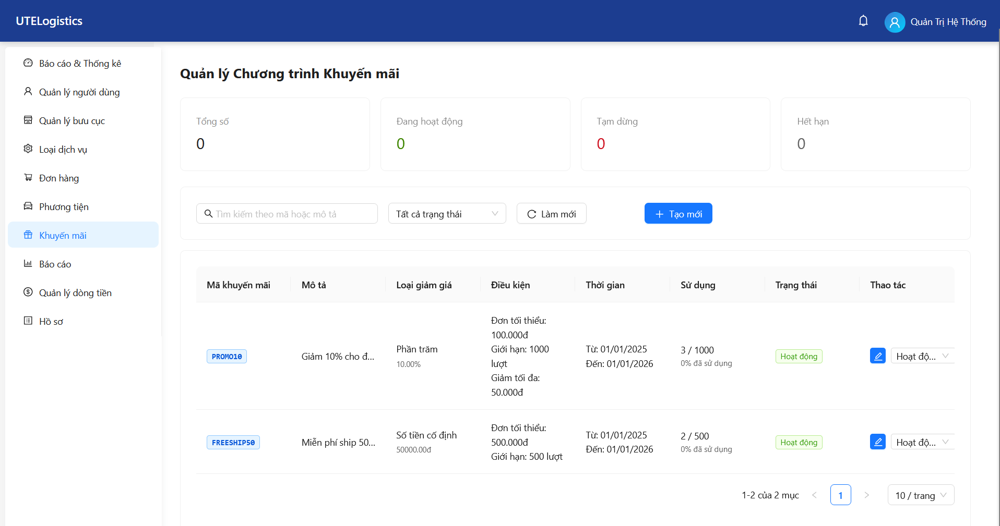 UTELogistics
Quản Trị Hệ Thống
Báo cáo & Thống kê
Quản lý người dùng
Quản lý bưu cục
Loại dịch vụ
Đơn hàng
Phương tiện
Khuyến mãi
Báo cáo
Quản lý dòng tiền
Hồ sơ
Quản lý Chương trình Khuyến mãi
Tổng số
0
Đang hoạt động
0
Tạm dừng
0
Hết hạn
0
Tìm kiếm theo mã hoặc mô tả
Tất cả trạng thái
Làm mới
Tạo mới
Mã khuyến mãi Mô tả Loại giảm giá Điều kiện Thời gian Sử dụng Trạng thái Thao tác
PROMO10
Giảm 10% cho đ...
Phần trăm
10.00%
Đơn tối thiểu:
100.000đ
Giới hạn: 1000
lượt
Giảm tối đa:
50.000đ
Từ: 01/01/2025
Đến: 01/01/2026
3 / 1000
0% đã sử dụng
Hoạt động
Hoạt độ...
FREESHIP50
Miễn phí ship 50...
Số tiền cố định
50000.00đ
Đơn tối thiểu:
500.000đ
Giới hạn: 500 lượt
Từ: 01/01/2025
Đến: 01/01/2026
2 / 500
0% đã sử dụng
Hoạt động
Hoạt độ...
1-2 của 2 mục
1
10 / trang